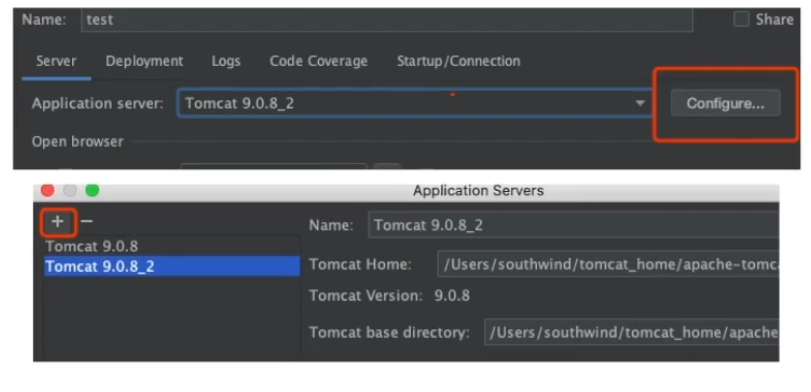 Name: test Share
Server Deployment Logs Code Coverage Startup/Connection
Application server: Tomcat 9.0.8_2 Configure...
Open browser
Application Servers
+ −
Name: Tomcat 9.0.8_2
Tomcat 9.0.8
Tomcat 9.0.8_2
Tomcat Home: /Users/southwind/tomcat_home/apache-tomc
Tomcat Version: 9.0.8
Tomcat base directory: /Users/southwind/tomcat_home/apache